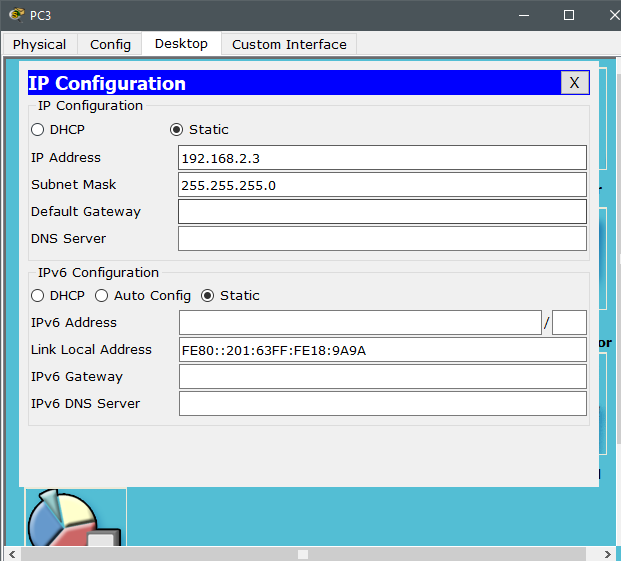 PC3
Physical Config Desktop Custom Interface
IP Configuration X
IP Configuration
DHCP Static
IP Address 192.168.2.3
Subnet Mask 255.255.255.0
Default Gateway
DNS Server
IPv6 Configuration
DHCP Auto Config Static
IPv6 Address /
Link Local Address FE80::201:63FF:FE18:9A9A
IPv6 Gateway
IPv6 DNS Server